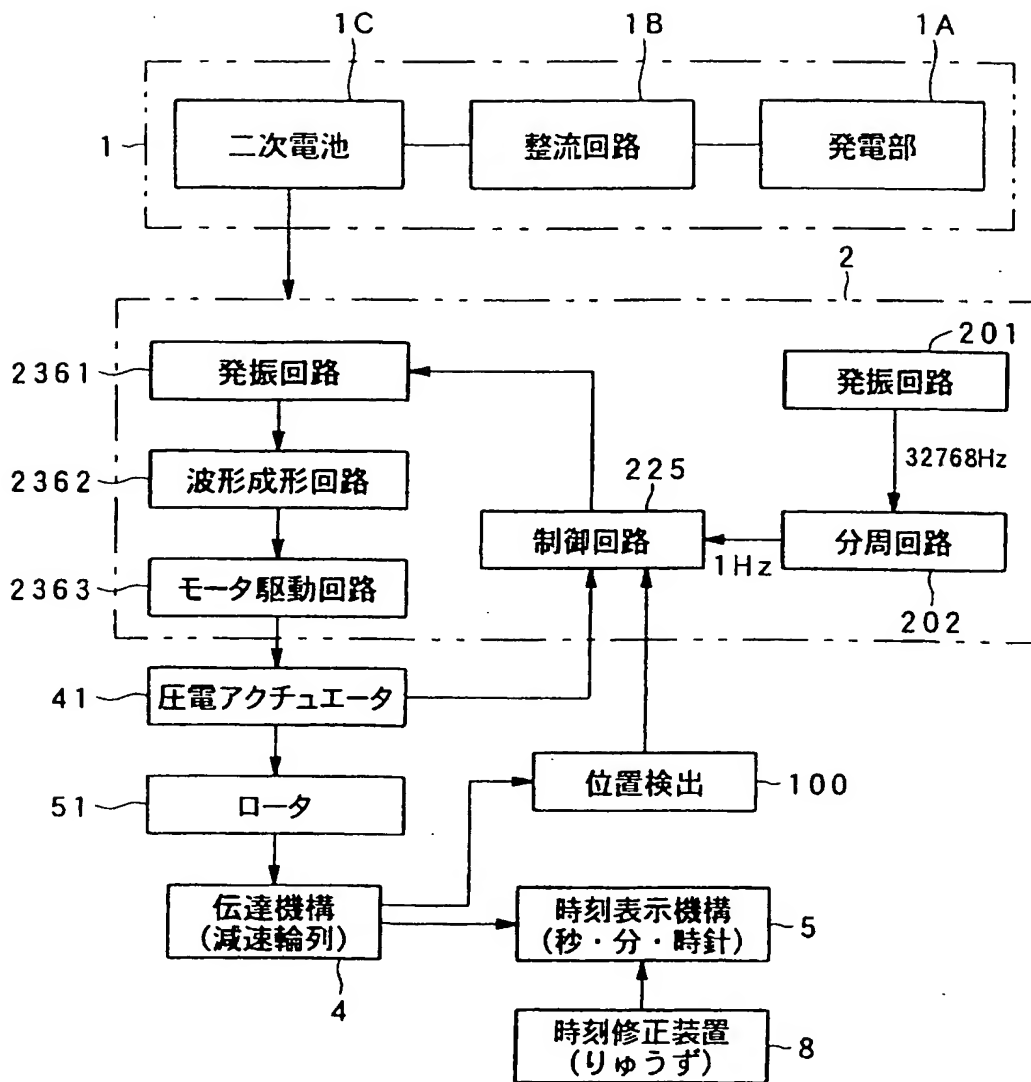 1C
1B
1A
1
二次電池
整流回路
発電部
2
2361
発振回路
201
発振回路
32768Hz
2362
波形成形回路
225
制御回路
1Hz
分周回路
202
2363
モータ駆動回路
41
圧電アクチュエータ
51
ロータ
位置検出
100
伝達機構
(減速輪列)
4
時刻表示機構
(秒・分・時針)
5
時刻修正装置
(りゅうず)
8